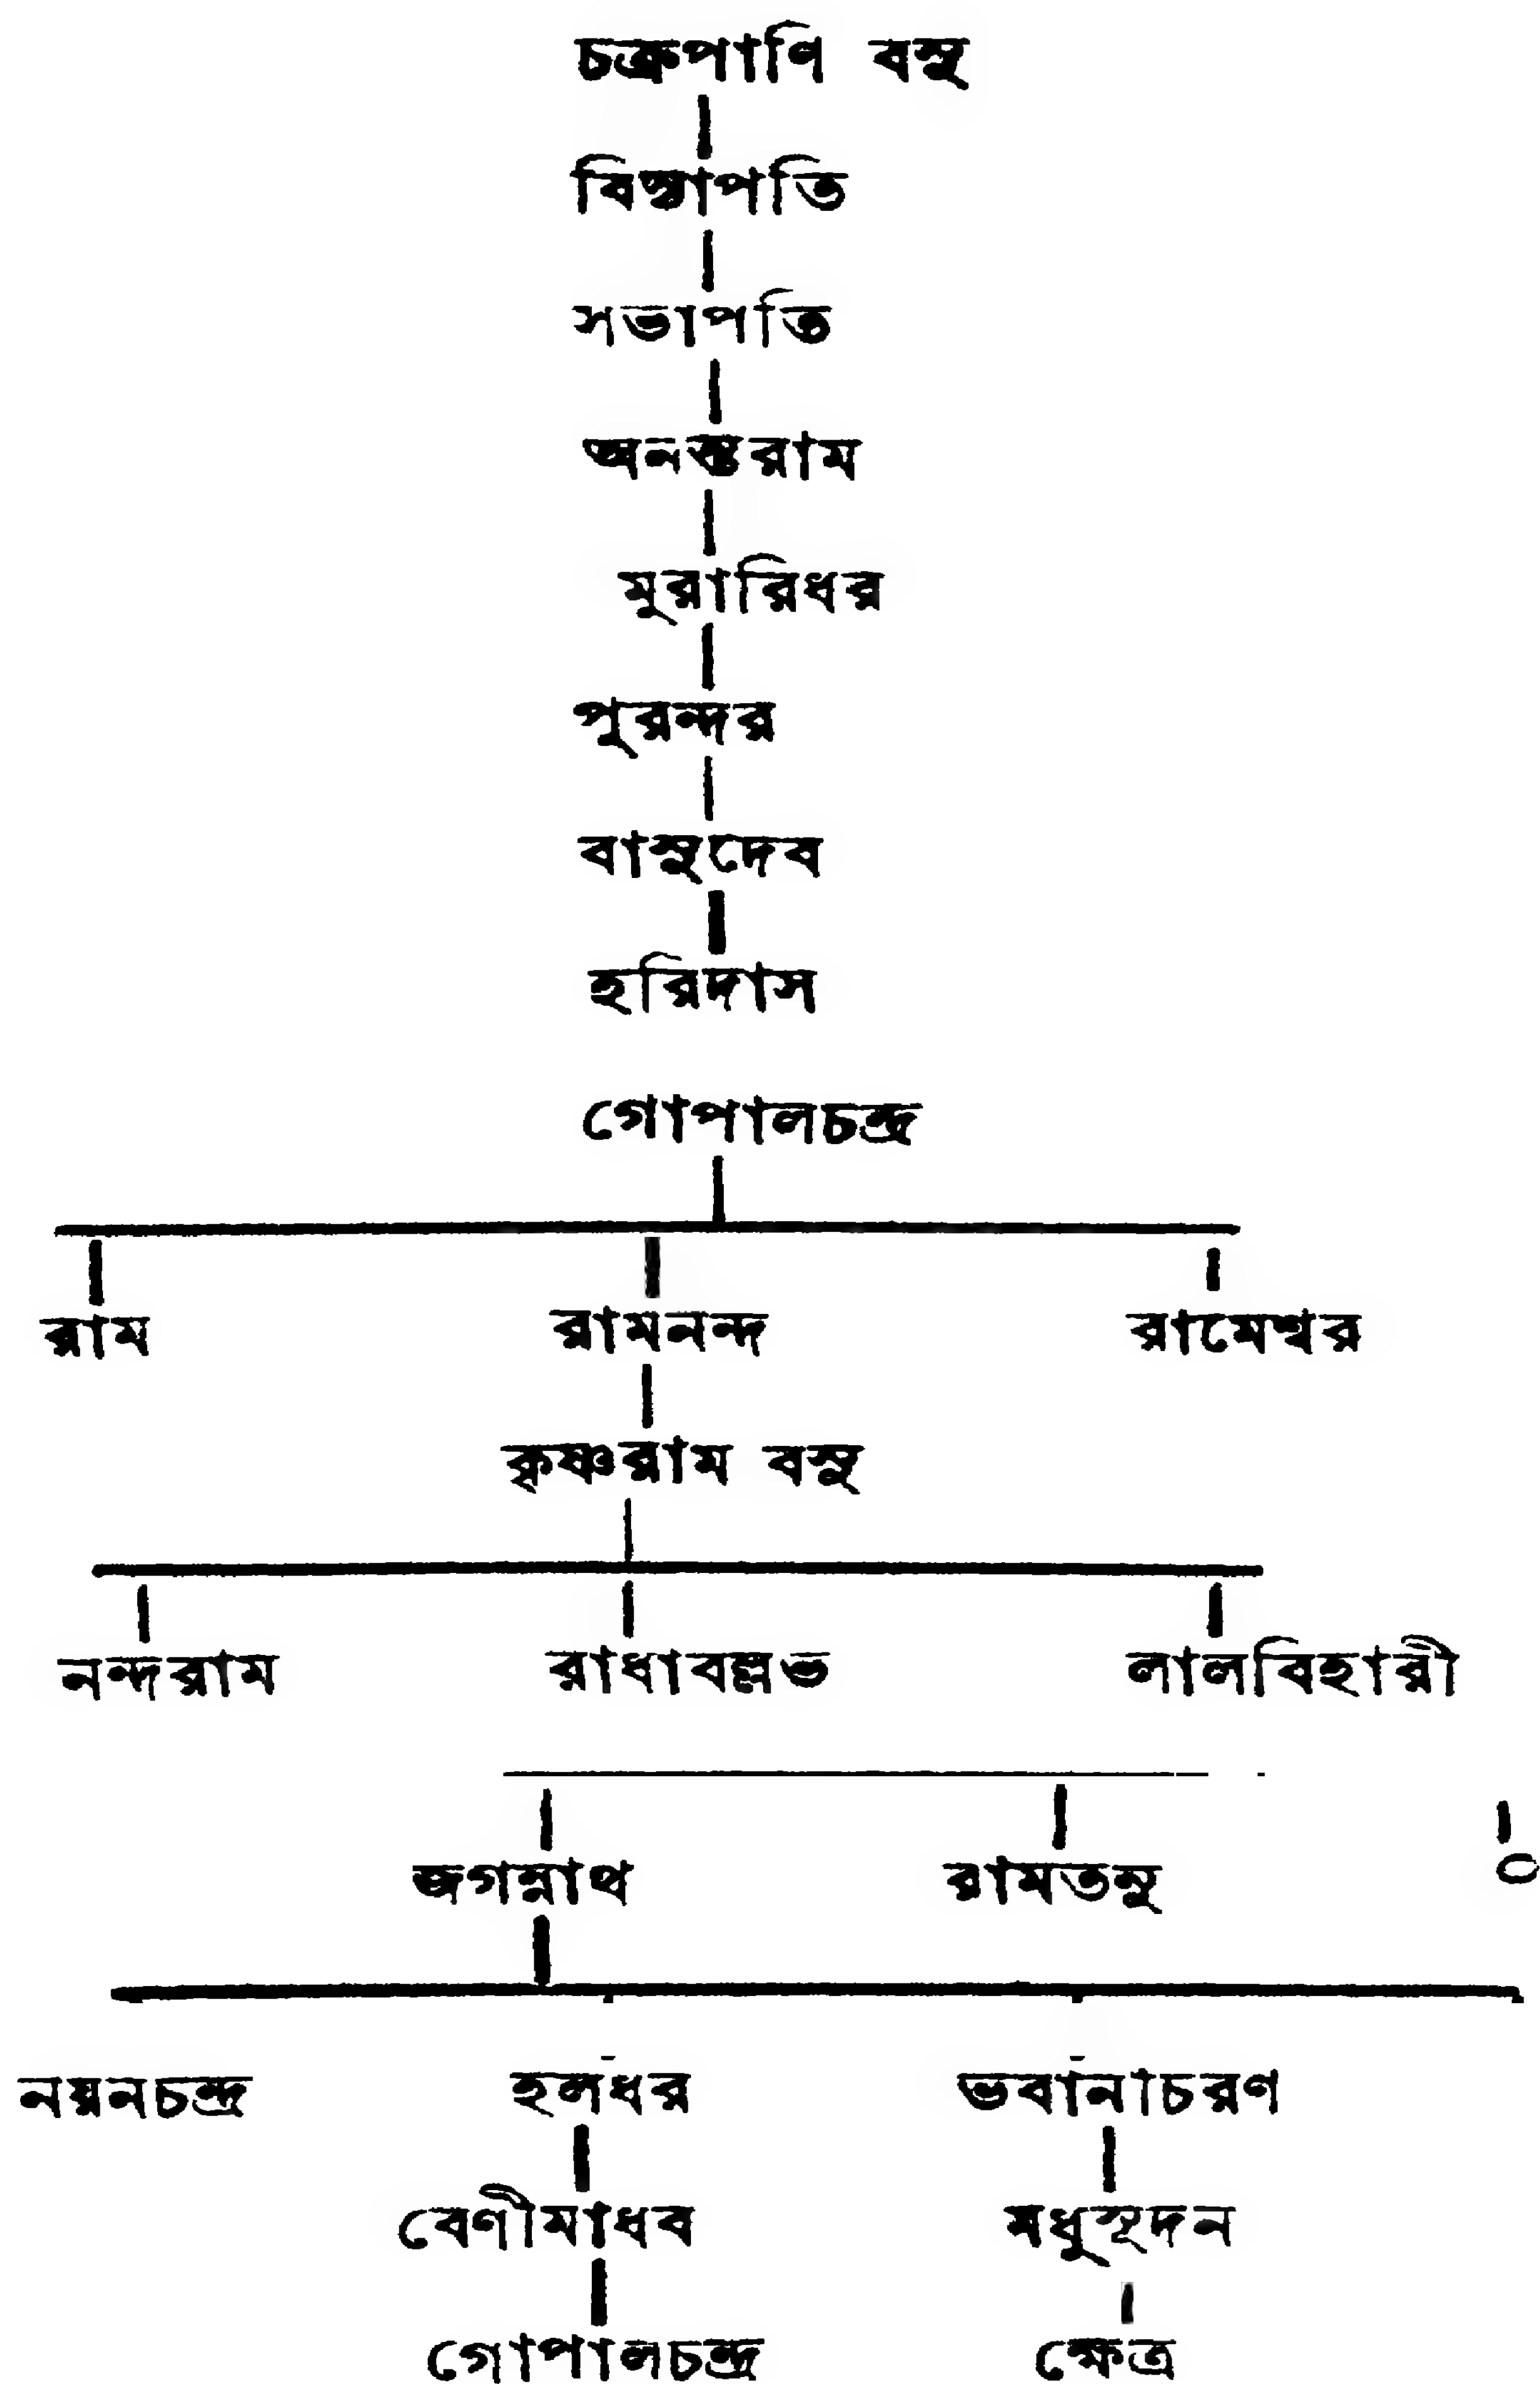 চক্রপাণি বসু
বিদ্যাপতি
সভাপতি
অনন্তরাম
মুরারিধর
পুরন্দর
বাসুদেব
হরিদাস
গোপালচন্দ্র
রাম রামনন্দ রামেশ্বর
কৃষ্ণরাম বসু
নন্দরাম রাধাবল্লভ লালবিহারী
জগন্নাথ রামতনু ০
নয়নচন্দ্র হলধর ভবানাচরণ
বেণীমাধব মধুসূদন
গোপালচন্দ্র ক্ষেত্র